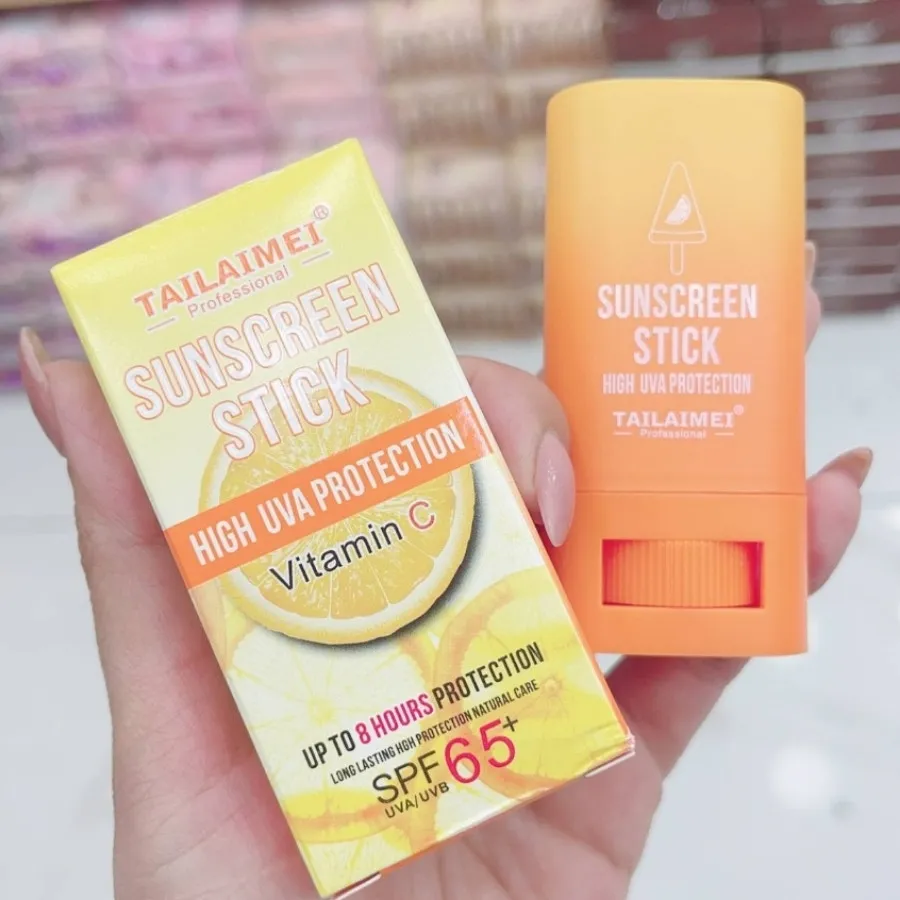 TAILAIMEI®
Professional
SUNSCREEN
STICK
HIGH UVA PROTECTION
Vitamin C
UP TO 8 HOURS PROTECTION
LONG LASTING HGH PROTECTION NATURAL CARE
SPF 65+
UVA/UVB
SUNSCREEN
STICK
HIGH UVA PROTECTION
TAILAIMEI®
Professional